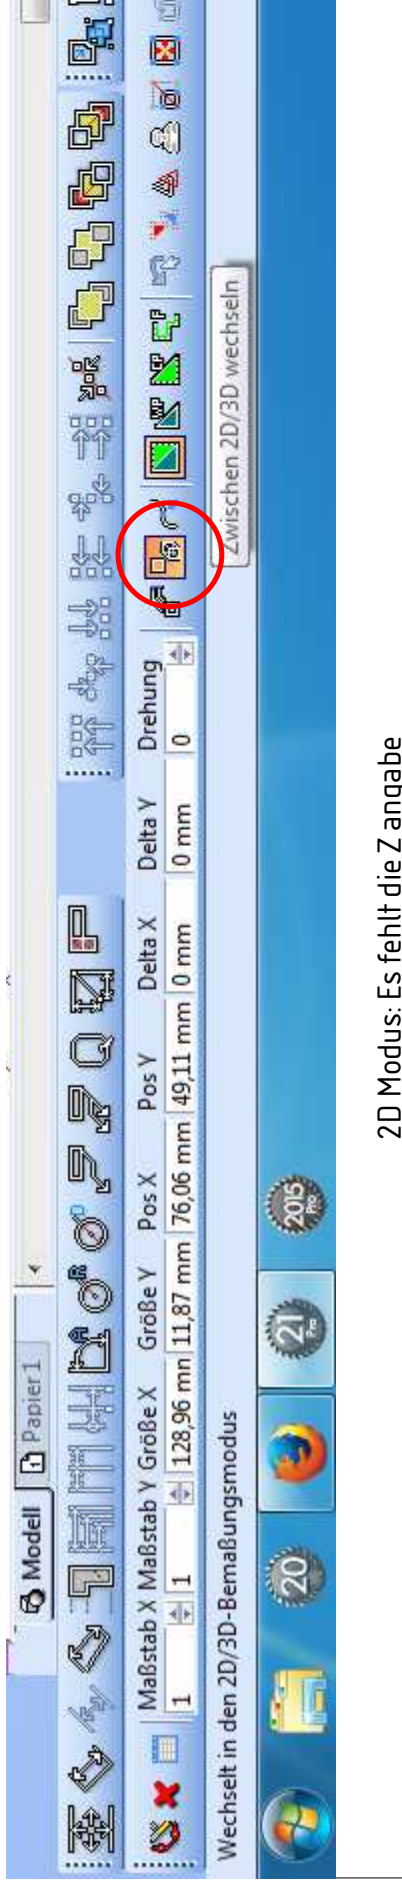 Modell Papier 1
Maßstab X Maßstab Y Größe X Größe Y Pos X Pos Y Delta X Delta Y Drehung
1 1 128,96 mn 11,87 mm 76,06 mm 49,11 mm 0 mm 0 mm 0
Wechselt in den 2D/3D-Bemaßungsmodus
Zwischen 2D/3D wechseln
20 21 Pro 2015 Pro
2D Modus: Es fehlt die Z angabe